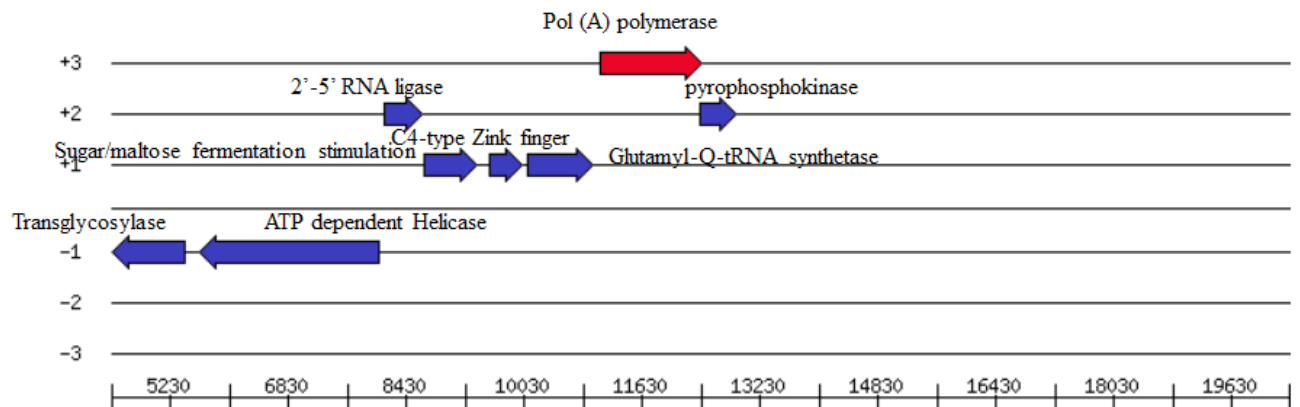 Pol (A) polymerase
+3
2’-5’ RNA ligase
pyrophosphokinase
+2
C4-type Zink finger
Sugar/maltose fermentation stimulation
Glutamyl-Q-tRNA synthetase
+1
Transglycosylase
ATP dependent Helicase
-1
-2
-3
5230 6830 8430 10030 11630 13230 14830 16430 18030 19630